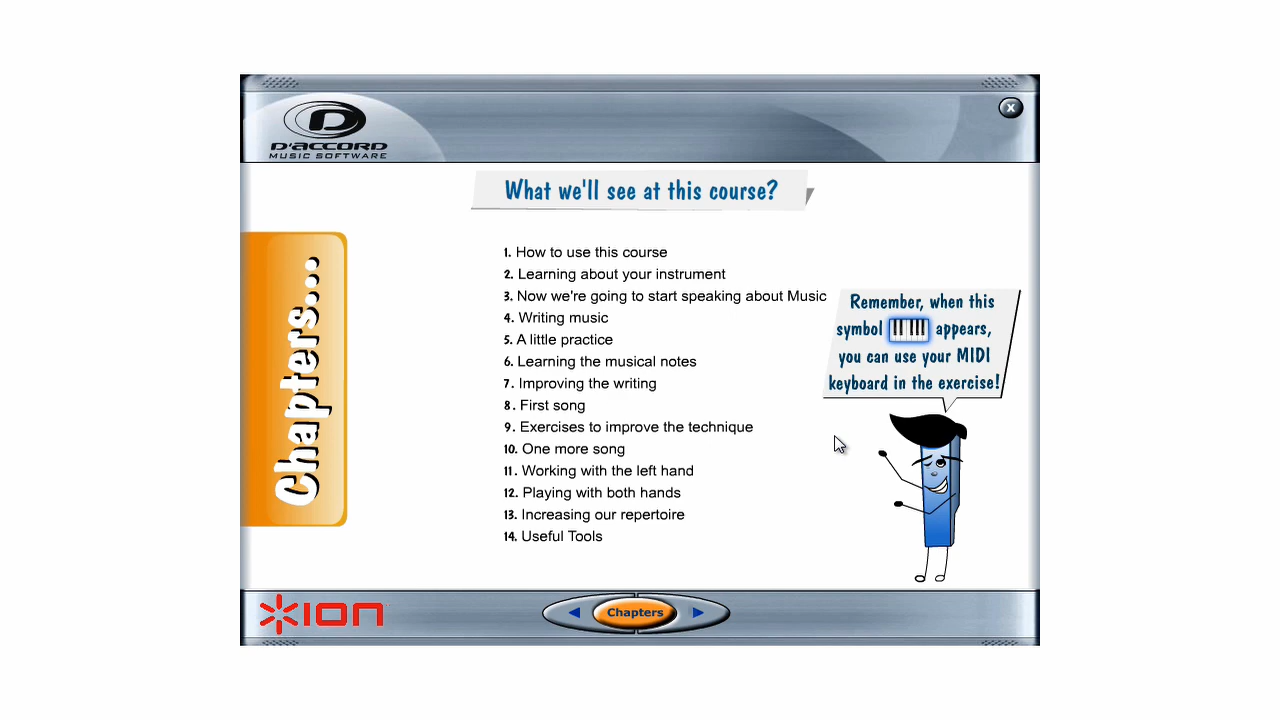 D'ACCORD
MUSIC SOFTWARE
X
What we'll see at this course?
Chapters...
1. How to use this course
2. Learning about your instrument
3. Now we're going to start speaking about Music
4. Writing music
5. A little practice
6. Learning the musical notes
7. Improving the writing
8. First song
9. Exercises to improve the technique
10. One more song
11. Working with the left hand
12. Playing with both hands
13. Increasing our repertoire
14. Useful Tools
Remember, when this
symbol appears,
you can use your MIDI
keyboard in the exercise!
ION
Chapters